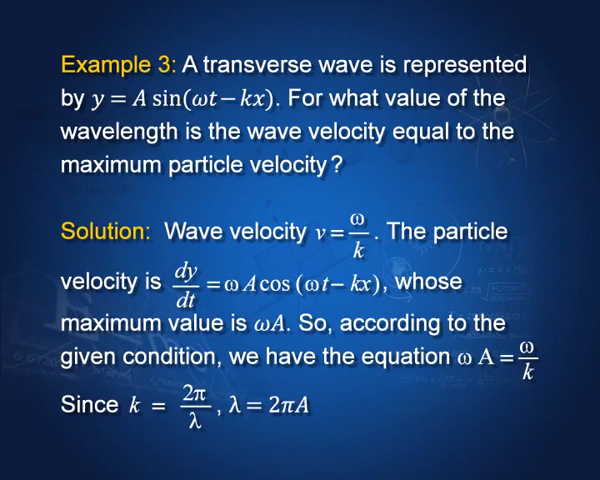 Example 3: A transverse wave is represented
by y = A sin(ωt − kx). For what value of the
wavelength is the wave velocity equal to the
maximum particle velocity?
Solution: Wave velocity v = ω/k. The particle
velocity is dy/dt = ω A cos (ωt − kx), whose
maximum value is ωA. So, according to the
given condition, we have the equation ω A = ω/k
Since k = 2π/λ, λ = 2πA